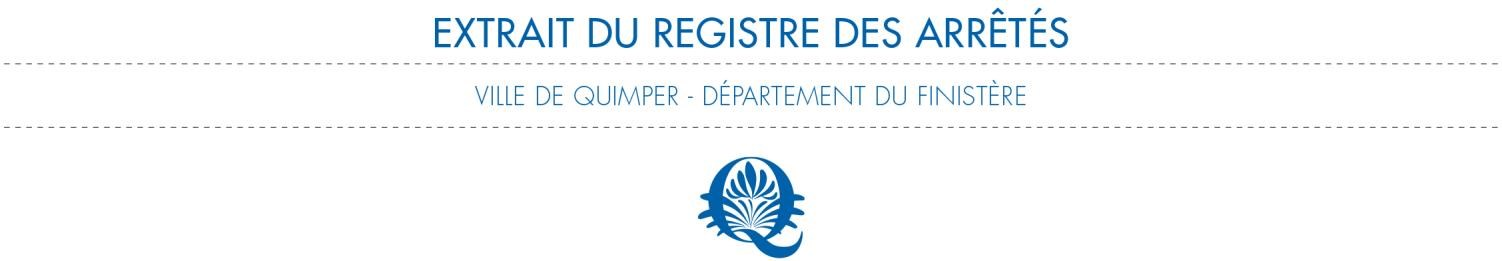 EXTRAIT DU REGISTRE DES ARRÊTÉS
VILLE DE QUIMPER - DÉPARTEMENT DU FINISTÈRE
Q